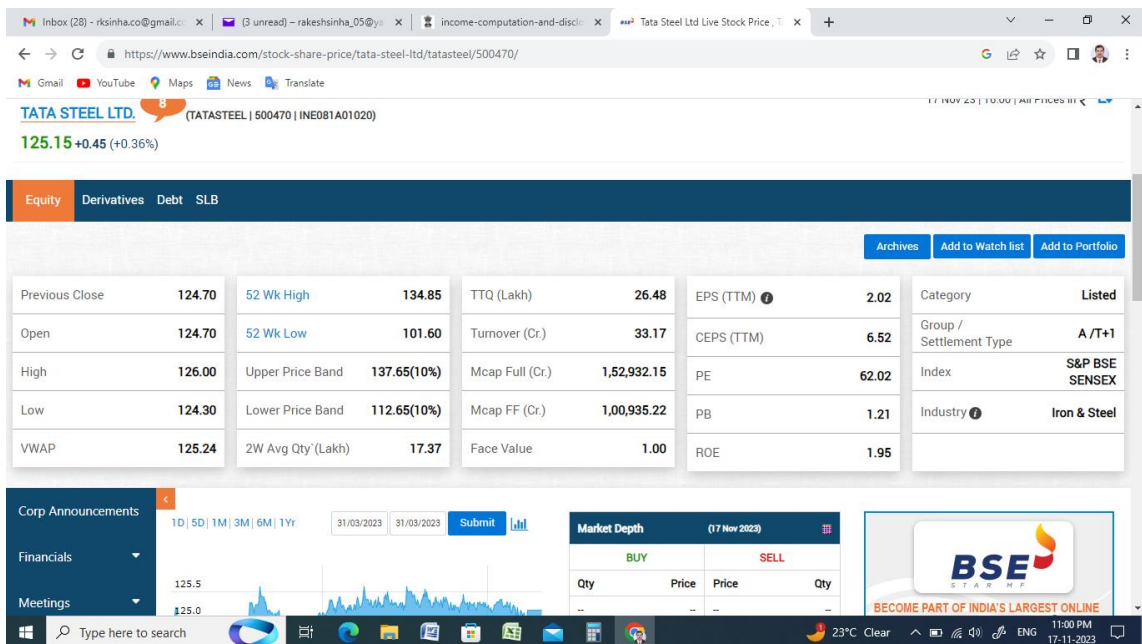 Inbox (28) - rksinha.co@gmail.c
(3 unread) – rakeshsinha_05@ya
income-computation-and-disclo
Tata Steel Ltd Live Stock Price , T
https://www.bseindia.com/stock-share-price/tata-steel-ltd/tatasteel/500470/
Gmail YouTube Maps News Translate
TATA STEEL LTD. 8 (TATASTEEL | 500470 | INE081A01020)
17 Nov 23 | 16:00 | All Prices in ₹
125.15 +0.45 (+0.36%)
Equity Derivatives Debt SLB
Archives Add to Watch list Add to Portfolio
Previous Close 124.70
Open 124.70
High 126.00
Low 124.30
VWAP 125.24
52 Wk High 134.85
52 Wk Low 101.60
Upper Price Band 137.65(10%)
Lower Price Band 112.65(10%)
2W Avg Qty`(Lakh) 17.37
TTQ (Lakh) 26.48
Turnover (Cr.) 33.17
Mcap Full (Cr.) 1,52,932.15
Mcap FF (Cr.) 1,00,935.22
Face Value 1.00
EPS (TTM) 2.02
CEPS (TTM) 6.52
PE 62.02
PB 1.21
ROE 1.95
Category Listed
Group /
Settlement Type A /T+1
Index S&P BSE
SENSEX
Industry Iron & Steel
Corp Announcements
Financials
Meetings
1D| 5D| 1M| 3M| 6M| 1Yr 31/03/2023 31/03/2023 Submit
125.5
125.0
Market Depth (17 Nov 2023)
BUY SELL
Qty Price Price Qty
-- -- -- --
BSE
STAR MF
BECOME PART OF INDIA'S LARGEST ONLINE
Type here to search
23°C Clear
ENG
11:00 PM
17-11-2023